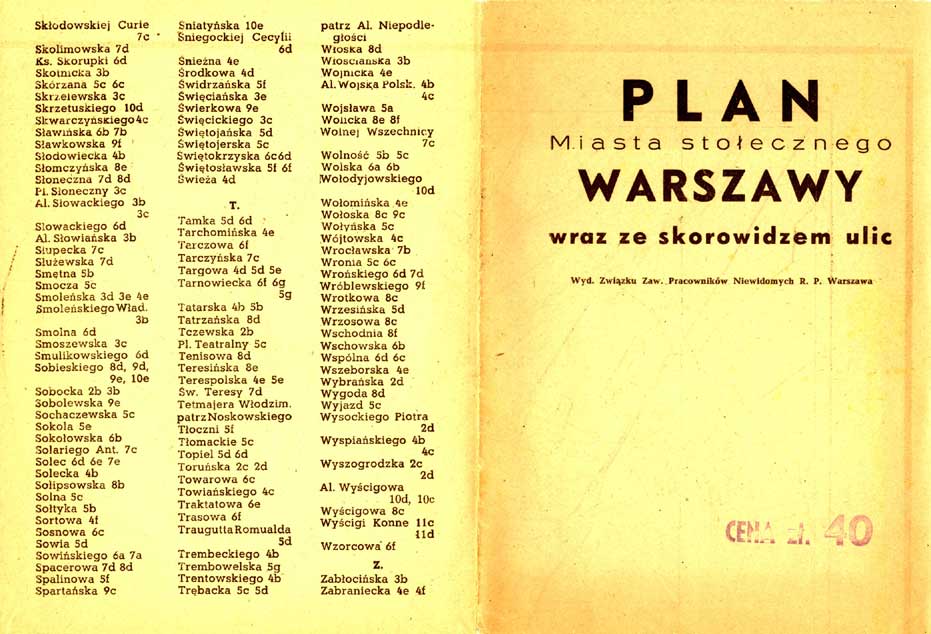 Skłodowskiej Curie
7c
Skolimowska 7d
Ks. Skorupki 6d
Skolnicka 3b
Skórzana 5c 6c
Skrzelewska 3c
Skrzetuskiego 10d
Skwarczyńskiego 4c
Sławińska 6b 7b
Sławkowska 9f
Słodowiecka 4b
Słomczyńska 8e
Słoneczna 7d 8d
Pl. Słoneczny 3c
Al. Słowackiego 3b
3c
Słowackiego 6d
Al. Słowiańska 3b
Słupecka 7c
Służewska 7d
Smętna 5b
Smocza 5c
Smoleńska 3d 3e 4e
Smoleńskiego Wład.
3b
Smolna 6d
Smoszewska 3c
Smulikowskiego 6d
Sobieskiego 8d, 9d,
9e, 10e
Sobocka 2b 3b
Sobolewska 9e
Sochaczewska 5c
Sokola 5e
Sokołowska 6b
Solariego Ant. 7c
Solec 6d 6e 7e
Solecka 4b
Solipsowska 8b
Solna 5c
Sołtyka 5b
Sortowa 4f
Sosnowa 6c
Sowia 5d
Sowińskiego 6a 7a
Spacerowa 7d 8d
Spalinowa 5f
Spartańska 9c
Śniatyńska 10e
Śniegockiej Cecylii
6d
Śnieżna 4e
Środkowa 4d
Świdrzańska 5f
Święciańska 3e
Świerkowa 9e
Święcickiego 3c
Świętojańska 5d
Świętojerska 5c
Świętokrzyska 6c6d
Świętosławska 5f 6f
Świeża 4d
T.
Tamka 5d 6d
Tarchomińska 4e
Tarczowa 6f
Tarczyńska 7c
Targowa 4d 5d 5e
Tarnowiecka 6f 6g
5g
Tatarska 4b 5b
Tatrzańska 8d
Tczewska 2b
Pl. Teatralny 5c
Tenisowa 8d
Teresińska 8e
Terespolska 4e 5e
Św. Teresy 7d
Tetmajera Włodzim.
patrz Noskowskiego
Tłoczni 5f
Tłomackie 5c
Topiel 5d 6d
Toruńska 2c 2d
Towarowa 6c
Towiańskiego 4c
Traktatowa 6e
Trasowa 6f
Traugutta Romualda
5d
Trembeckiego 4b
Trembowelska 5g
Trentowskiego 4b
Trębacka 5c 5d
patrz Al. Niepodle-
głości
Włoska 8d
Włościańska 3b
Wojnicka 4e
Al. Wojska Polsk. 4b
4c
Wojsława 5a
Wolicka 8e 8f
Wolnej Wszechnicy
7c
Wolność 5b 5c
Wolska 6a 6b
Wołodyjowskiego
10d
Wołomińska 4e
Wołoska 8c 9c
Wołyńska 5c
Wójtowska 4c
Wrocławska 7b
Wronia 5c 6c
Wrońskiego 6d 7d
Wróblewskiego 9f
Wrotkowa 8c
Wrzesińska 5d
Wrzosowa 8c
Wschodnia 8f
Wschowska 6b
Wspólna 6d 6c
Wszeborska 4e
Wybrańska 2d
Wygoda 8d
Wyjazd 5c
Wysockiego Piotra
2d
Wyspiańskiego 4b
4c
Wyszogrodzka 2c
2d
Al. Wyścigowa
10d, 10c
Wyścigowa 8c
Wyścigi Konne 11c
11d
Wzorcowa 6f
Z.
Zabłocińska 3b
Zabraniecka 4e 4f
PLAN
Miasta stołecznego
WARSZAWY
wraz ze skorowidzem ulic
Wyd. Związku Zaw. Pracowników Niewidomych R. P. Warszawa
CENA zł. 40